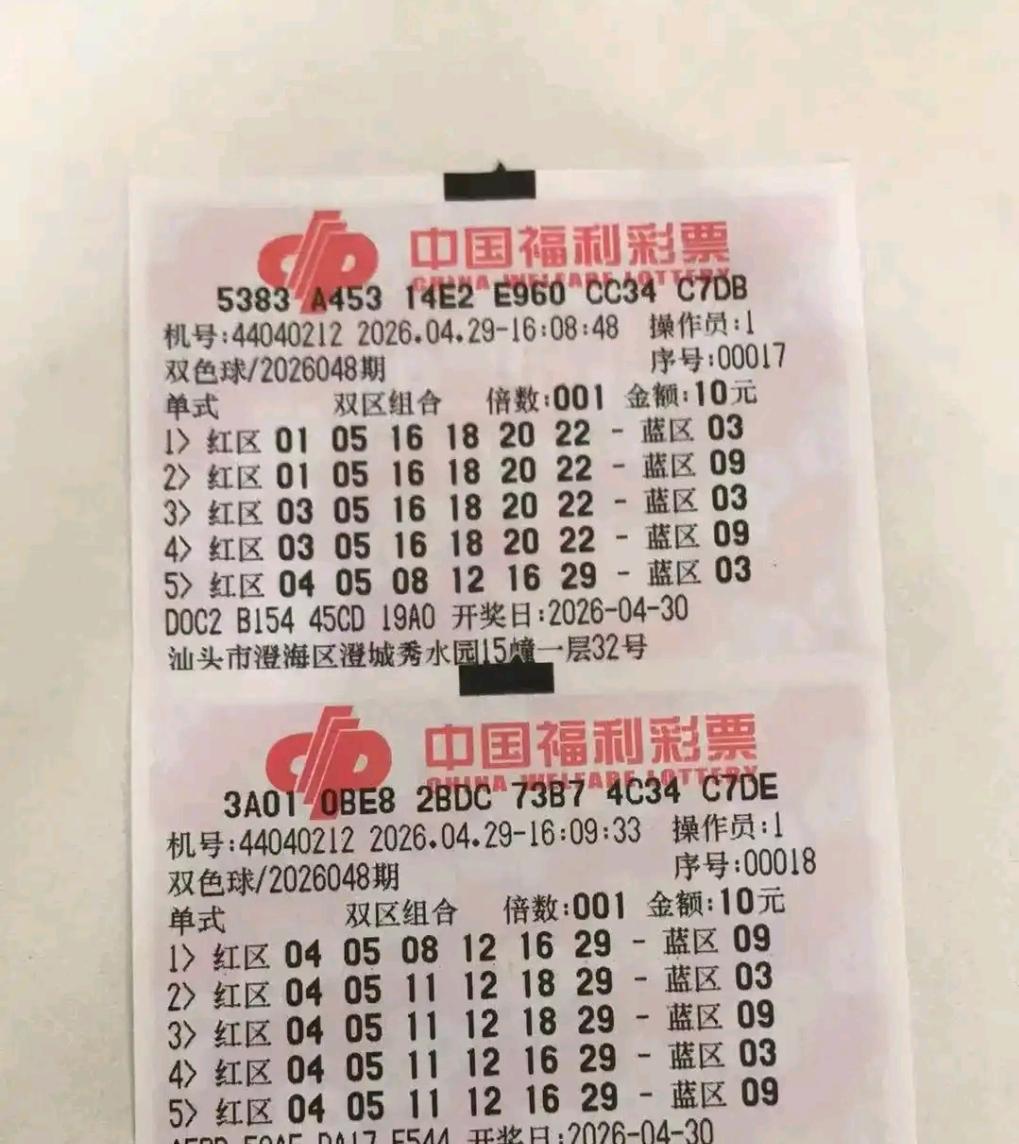 中国福利彩票
CHINA WELFARE LOTTERY
5383 A453 14E2 E960 CC34 C7DB
机号:44040212 2026.04.29-16:08:48 操作员:1
双色球/2026048期 序号:00017
单式 双区组合 倍数:001 金额:10元
1> 红区 01 05 16 18 20 22 - 蓝区 03
2> 红区 01 05 16 18 20 22 - 蓝区 09
3> 红区 03 05 16 18 20 22 - 蓝区 03
4> 红区 03 05 16 18 20 22 - 蓝区 09
5> 红区 04 05 08 12 16 29 - 蓝区 03
D0C2 B154 45CD 19A0 开奖日:2026-04-30
汕头市澄海区澄城秀水园15幢一层32号
中国福利彩票
CHINA WELFARE LOTTERY
3A01 0BE8 2BDC 73B7 4C34 C7DE
机号:44040212 2026.04.29-16:09:33 操作员:1
双色球/2026048期 序号:00018
单式 双区组合 倍数:001 金额:10元
1> 红区 04 05 08 12 16 29 - 蓝区 09
2> 红区 04 05 11 12 18 29 - 蓝区 03
3> 红区 04 05 11 12 18 29 - 蓝区 09
4> 红区 04 05 11 12 16 29 - 蓝区 03
5> 红区 04 05 11 12 16 29 - 蓝区 09
开奖日:2026-04-30